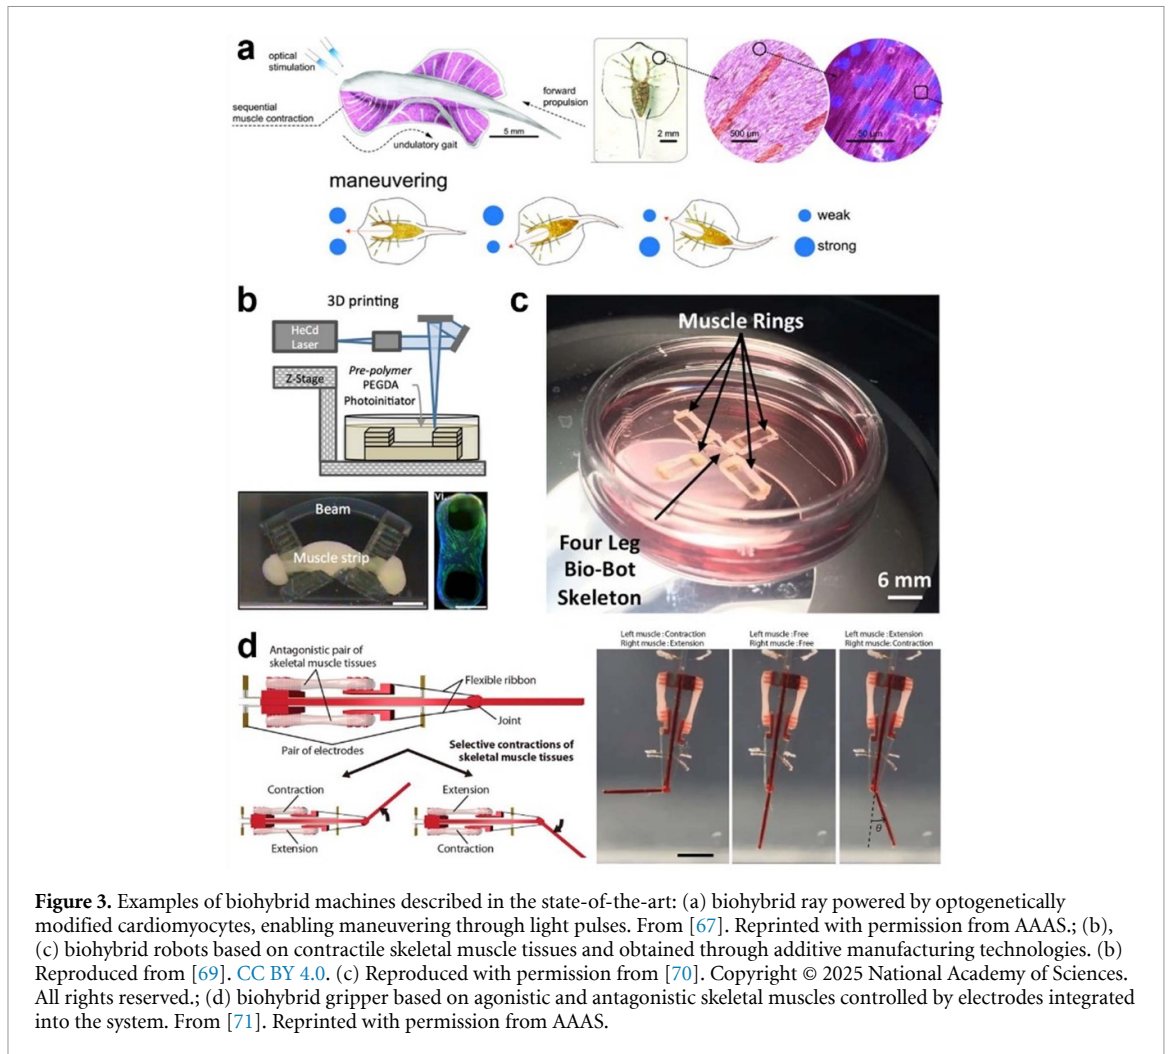 a
optical
stimulation
sequential
muscle contraction
undulatory gait
forward
propulsion
5 mm
2 mm
500 µm
50 µm
maneuvering
weak
strong
b
3D printing
HeCd
Laser
Z-Stage
Pre-polymer
PEGDA
Photoinitiator
Beam
Muscle strip
vi
c
Muscle Rings
Four Leg
Bio-Bot
Skeleton
6 mm
d
Antagonistic pair of
skeletal muscle tissues
Flexible ribbon
Joint
Pair of electrodes
Selective contractions of
skeletal muscle tissues
Contraction
Extension
Extension
Contraction
Left muscle : Contraction
Right muscle : Extension
Left muscle : Free
Right muscle : Free
Left muscle : Extension
Right muscle : Contraction
θ
Figure 3. Examples of biohybrid machines described in the state-of-the-art: (a) biohybrid ray powered by optogenetically
modified cardiomyocytes, enabling maneuvering through light pulses. From [67]. Reprinted with permission from AAAS.; (b),
(c) biohybrid robots based on contractile skeletal muscle tissues and obtained through additive manufacturing technologies. (b)
Reproduced from [69]. CC BY 4.0. (c) Reproduced with permission from [70]. Copyright © 2025 National Academy of Sciences.
All rights reserved.; (d) biohybrid gripper based on agonistic and antagonistic skeletal muscles controlled by electrodes integrated
into the system. From [71]. Reprinted with permission from AAAS.